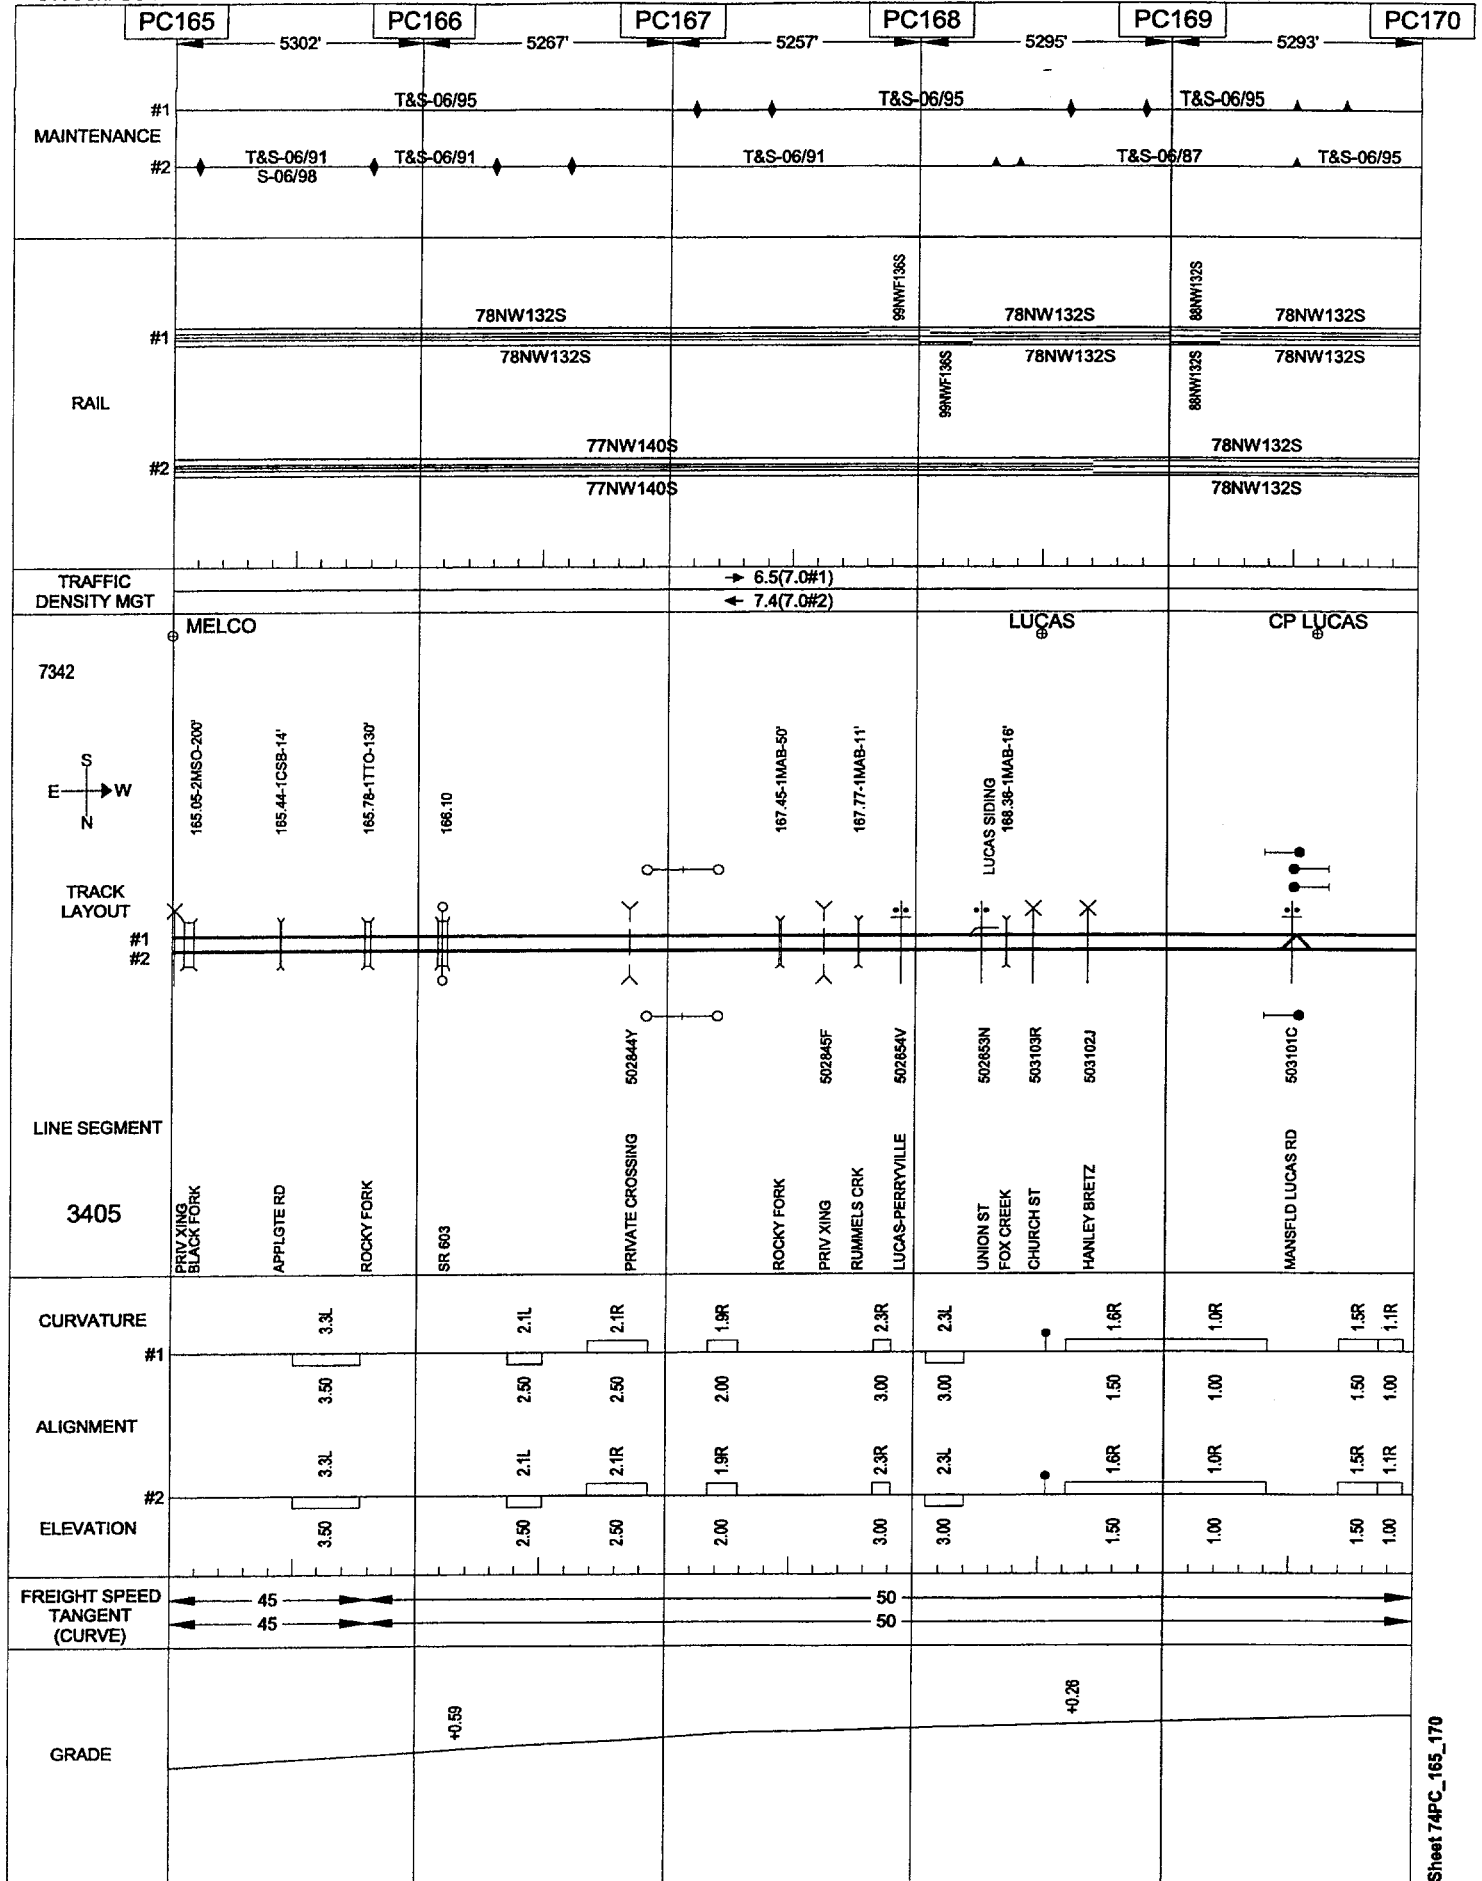 PC165 PC166 PC167 PC168 PC169 PC170
5302' 5267' 5257' 5295' 5293'
MAINTENANCE
#1 T&S-06/95 T&S-06/95 T&S-06/95
#2 T&S-06/91 T&S-06/91 T&S-06/91 T&S-06/87 T&S-06/95
S-06/98
RAIL
99NWF136S 88NW132S
78NW132S 78NW132S 78NW132S
#1
78NW132S 78NW132S 78NW132S
99NWF136S 88NW132S
77NW140S 78NW132S
#2
77NW140S 78NW132S
TRAFFIC
DENSITY MGT
6.5(7.0#1)
7.4(7.0#2)
MELCO LUCAS CP LUCAS
7342
S
E W
N
165.05-2MSO-200'
165.44-1CSB-14'
165.78-1TTO-130'
166.10
167.45-1MAB-50'
167.77-1MAB-11'
LUCAS SIDING
168.36-1MAB-16'
TRACK
LAYOUT
#1
#2
502844Y
502845F
502654V
502653N
503103R
503102J
503101C
LINE SEGMENT
3405
PRIV XING
BLACK FORK
APPLGTE RD
ROCKY FORK
SR 603
PRIVATE CROSSING
ROCKY FORK
PRIV XING
RUMMELS CRK
LUCAS-PERRYVILLE
UNION ST
FOX CREEK
CHURCH ST
HANLEY BRETZ
MANSFLD LUCAS RD
CURVATURE
3.3L 2.1L 2.1R 1.9R 2.3R 2.3L 1.6R 1.0R 1.5R 1.1R
#1
3.50 2.50 2.50 2.00 3.00 3.00 1.50 1.00 1.50 1.00
ALIGNMENT
3.3L 2.1L 2.1R 1.9R 2.3R 2.3L 1.6R 1.0R 1.5R 1.1R
#2
ELEVATION
3.50 2.50 2.50 2.00 3.00 3.00 1.50 1.00 1.50 1.00
FREIGHT SPEED
TANGENT
(CURVE)
45 50
45 50
GRADE
+0.59 +0.26
Sheet 74PC_165_170